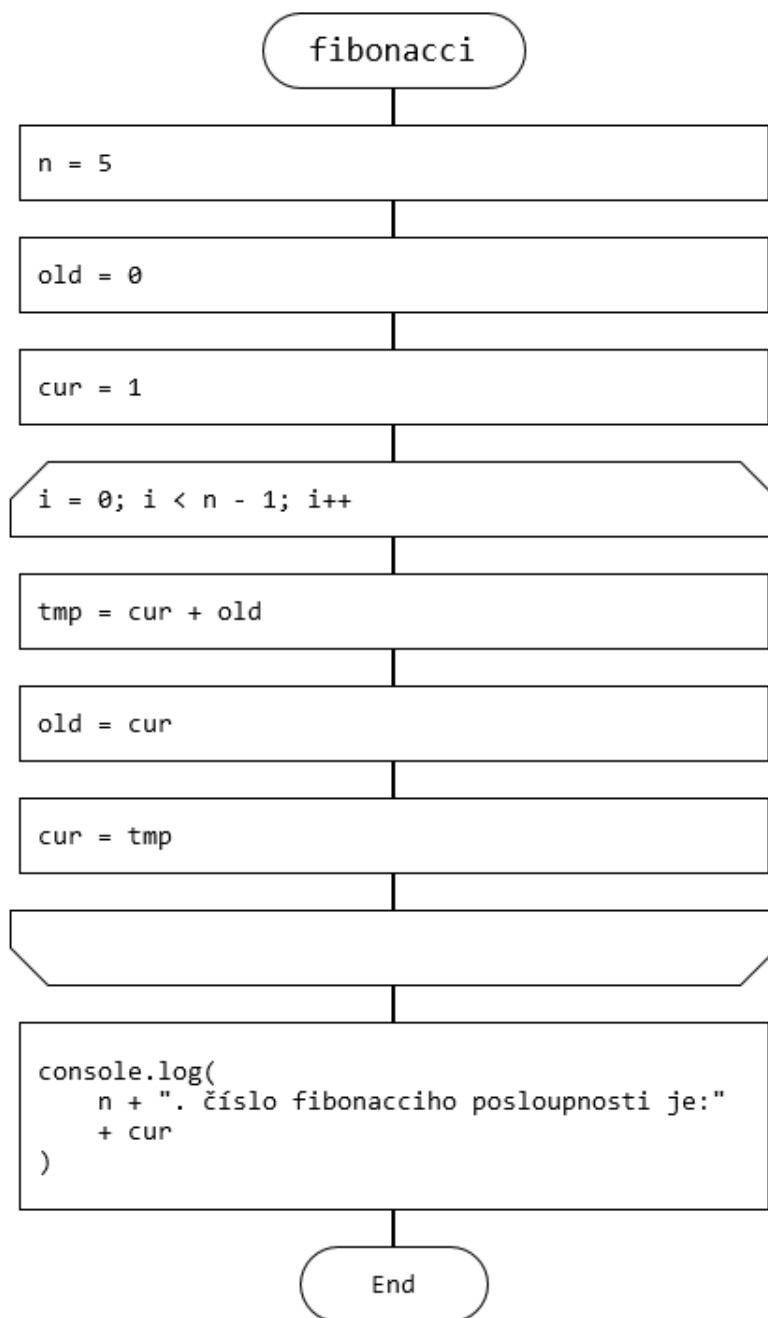 fibonacci
n = 5
old = 0
cur = 1
i = 0; i < n - 1; i++
tmp = cur + old
old = cur
cur = tmp
console.log(
    n + ". číslo fibonacciho posloupnosti je:"
    + cur
)
End